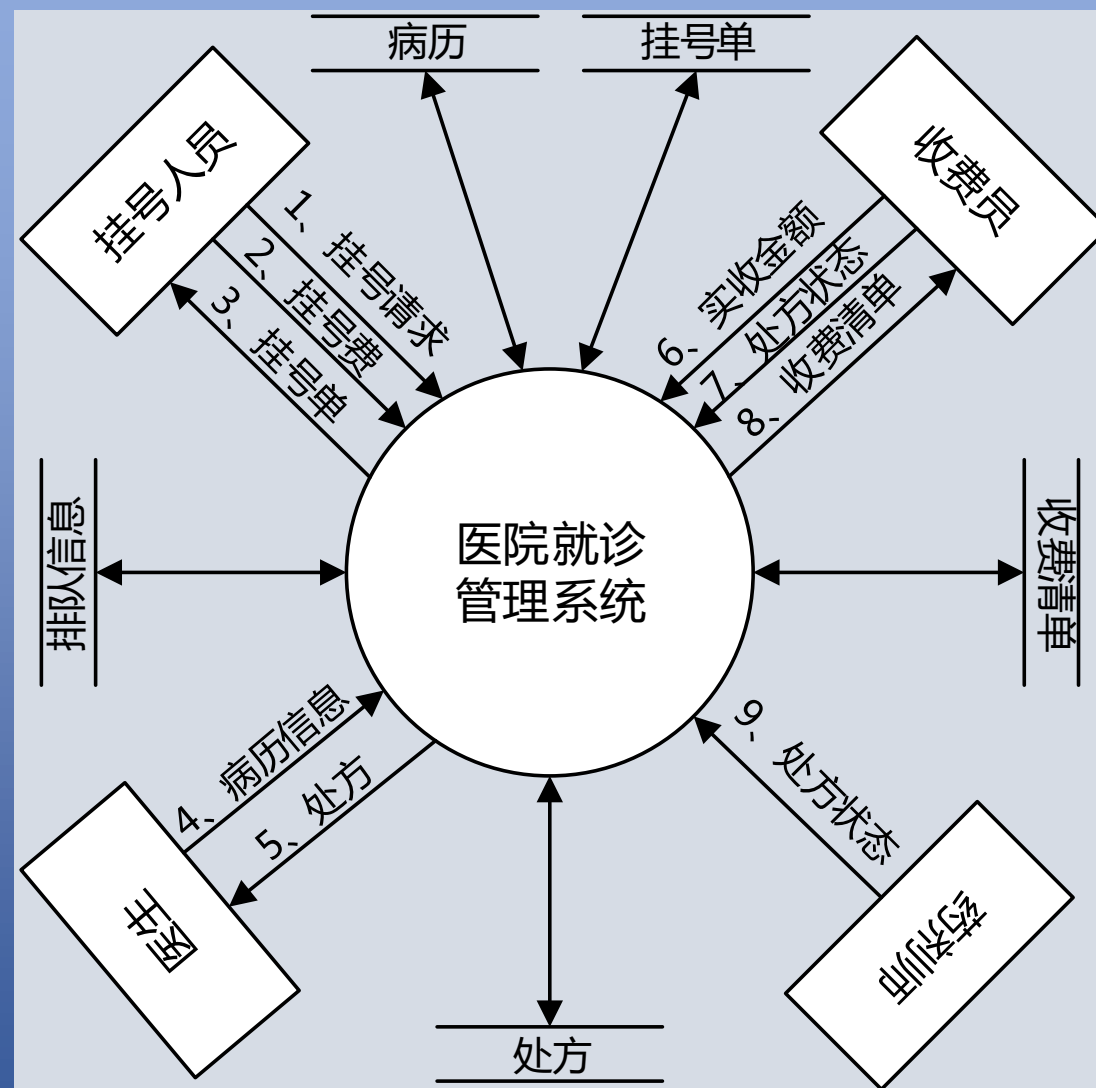 病历
挂号单
挂号人员
收费员
1、挂号请求
2、挂号费
3、挂号单
6、实收金额
7、处方状态
8、收费清单
排队信息
医院就诊
管理系统
收费清单
4、病历信息
5、处方
9、处方状态
医生
药剂师
处方